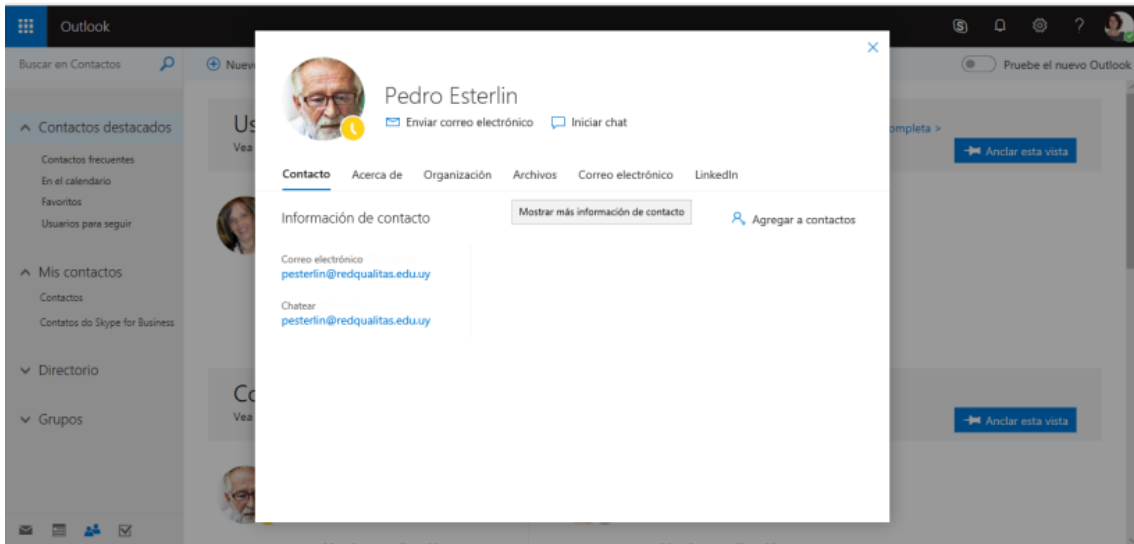 Outlook
Buscar en Contactos
Nuev
Pruebe el nuevo Outlook
Contactos destacados
Contactos frecuentes
En el calendario
Favoritos
Usuarios para seguir
Mis contactos
Contactos
Contatos do Skype for Business
Directorio
Grupos
Us
Vea
ompleta >
Anclar esta vista
Pedro Esterlin
Enviar correo electrónico Iniciar chat
Contacto Acerca de Organización Archivos Correo electrónico LinkedIn
Información de contacto
Mostrar más información de contacto
Agregar a contactos
Correo electrónico
pesterlin@redqualitas.edu.uy
Chatear
pesterlin@redqualitas.edu.uy
Co
Vea
Anclar esta vista